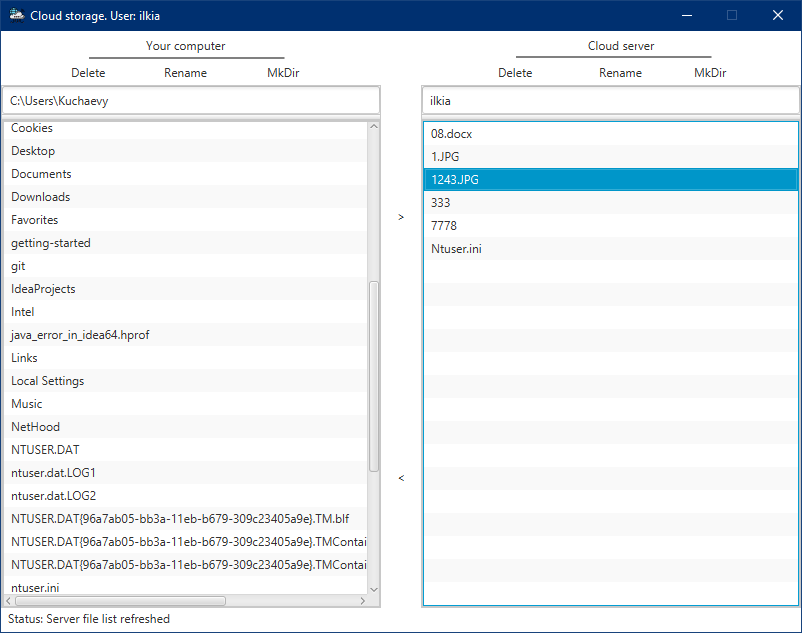 Cloud storage. User: ilkia
Your computer
Delete Rename MkDir
C:\Users\Kuchaevy
Cookies
Desktop
Documents
Downloads
Favorites
getting-started
git
IdeaProjects
Intel
java_error_in_idea64.hprof
Links
Local Settings
Music
NetHood
NTUSER.DAT
ntuser.dat.LOG1
ntuser.dat.LOG2
NTUSER.DAT{96a7ab05-bb3a-11eb-b679-309c23405a9e}.TM.blf
NTUSER.DAT{96a7ab05-bb3a-11eb-b679-309c23405a9e}.TMContai
NTUSER.DAT{96a7ab05-bb3a-11eb-b679-309c23405a9e}.TMContai
ntuser.ini
>
<
Cloud server
Delete Rename MkDir
ilkia
08.docx
1.JPG
1243.JPG
333
7778
Ntuser.ini
Status: Server file list refreshed